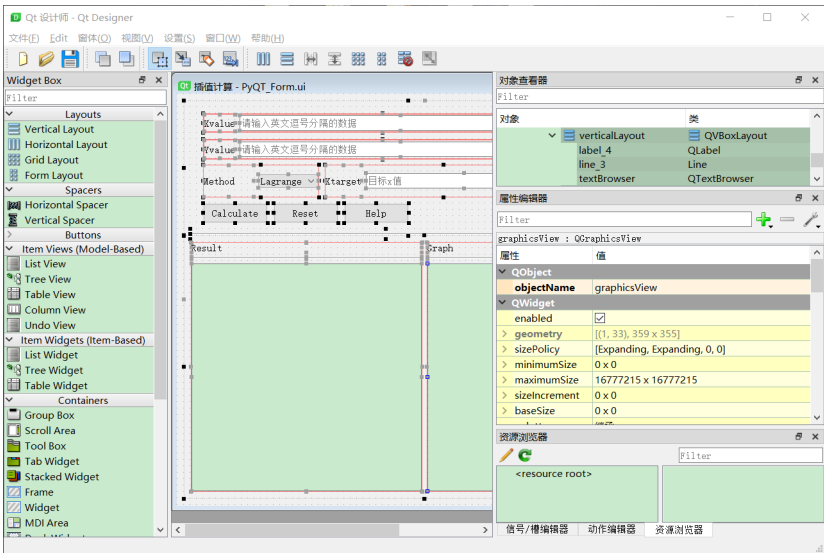 Qt 设计师 - Qt Designer
文件(F) Edit 窗体(O) 视图(V) 设置(S) 窗口(W) 帮助(H)
Widget Box
Filter
Layouts
Vertical Layout
Horizontal Layout
Grid Layout
Form Layout
Spacers
Horizontal Spacer
Vertical Spacer
Buttons
Item Views (Model-Based)
List View
Tree View
Table View
Column View
Undo View
Item Widgets (Item-Based)
List Widget
Tree Widget
Table Widget
Containers
Group Box
Scroll Area
Tool Box
Tab Widget
Stacked Widget
Frame
Widget
MDI Area
插值计算 - PyQT_Form.ui
Xvalue 请输入英文逗号分隔的数据
Yvalue 请输入英文逗号分隔的数据
Method Lagrange Xtarget 目标x值
Calculate Reset Help
Result Graph
对象查看器
Filter
对象 类
verticalLayout QVBoxLayout
label_4 QLabel
line_3 Line
textBrowser QTextBrowser
属性编辑器
Filter
graphicsView : QGraphicsView
属性 值
QObject
objectName graphicsView
QWidget
enabled
geometry [(1, 33), 359 x 355]
sizePolicy [Expanding, Expanding, 0, 0]
minimumSize 0 x 0
maximumSize 16777215 x 16777215
sizeIncrement 0 x 0
baseSize 0 x 0
资源浏览器
Filter
<resource root>
信号/槽编辑器 动作编辑器 资源浏览器